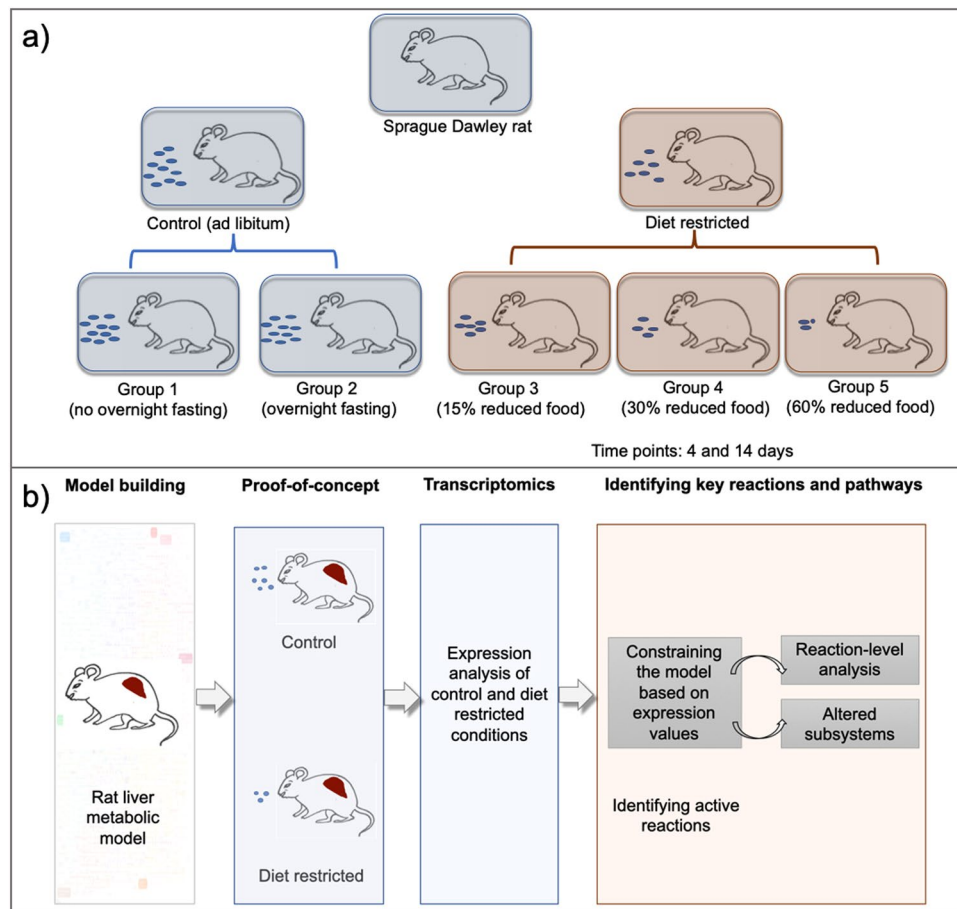 a)
Sprague Dawley rat
Control (ad libitum)
Diet restricted
Group 1
(no overnight fasting)
Group 2
(overnight fasting)
Group 3
(15% reduced food)
Group 4
(30% reduced food)
Group 5
(60% reduced food)
Time points: 4 and 14 days
b)
Model building
Proof-of-concept
Transcriptomics
Identifying key reactions and pathways
Rat liver
metabolic
model
Control
Diet restricted
Expression
analysis of
control and diet
restricted
conditions
Constraining
the model
based on
expression
values
Reaction-level
analysis
Altered
subsystems
Identifying active
reactions